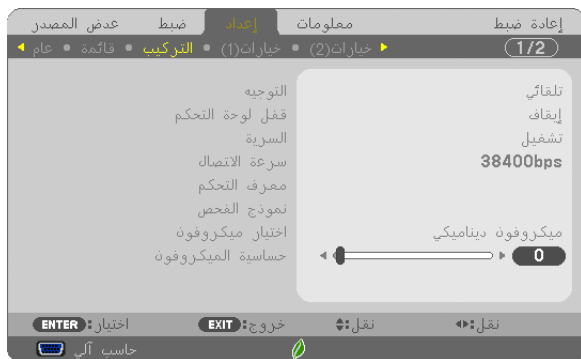 عدض المصدر ضبط إعداد معلومات إعادة ضبط
عام • قائمة • التركيب • خيارات(1) • خيارات(2) 1/2
التوجيه تلقائي
قفل لوحة التحكم إيقاف
السرية تشغيل
سرعة الاتصال 38400bps
معرف التحكم
نموذج الفحص
اختيار ميكروفون ميكروفون ديناميكي
حساسية الميكروفون 0
اختيار: ENTER خروج: EXIT نقل: نقل:
حاسب آلي